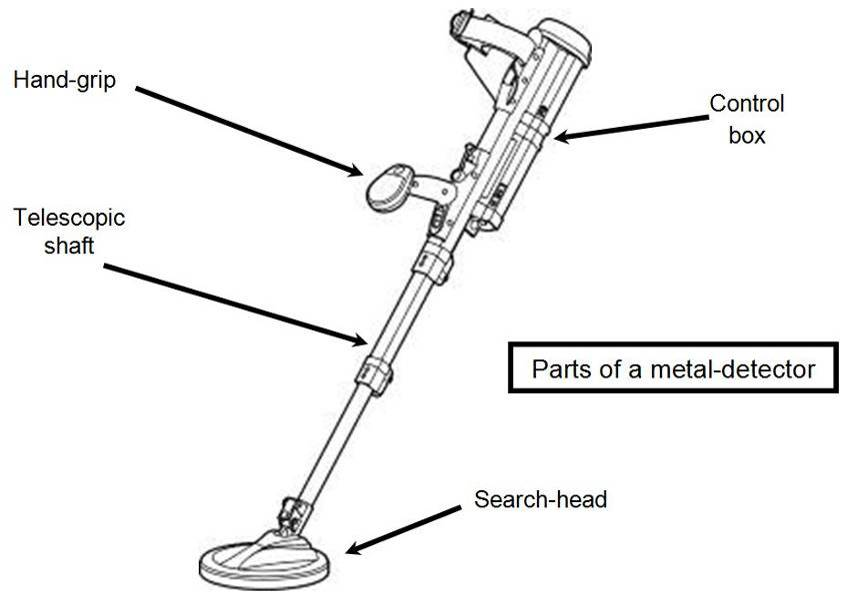 Hand-grip
Control
box
Telescopic
shaft
Parts of a metal-detector
Search-head